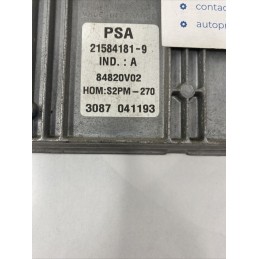 PSA
21584181-9
IND. : A
84820V02
HOM:S2PM-270
3087 041193
contac
autopr